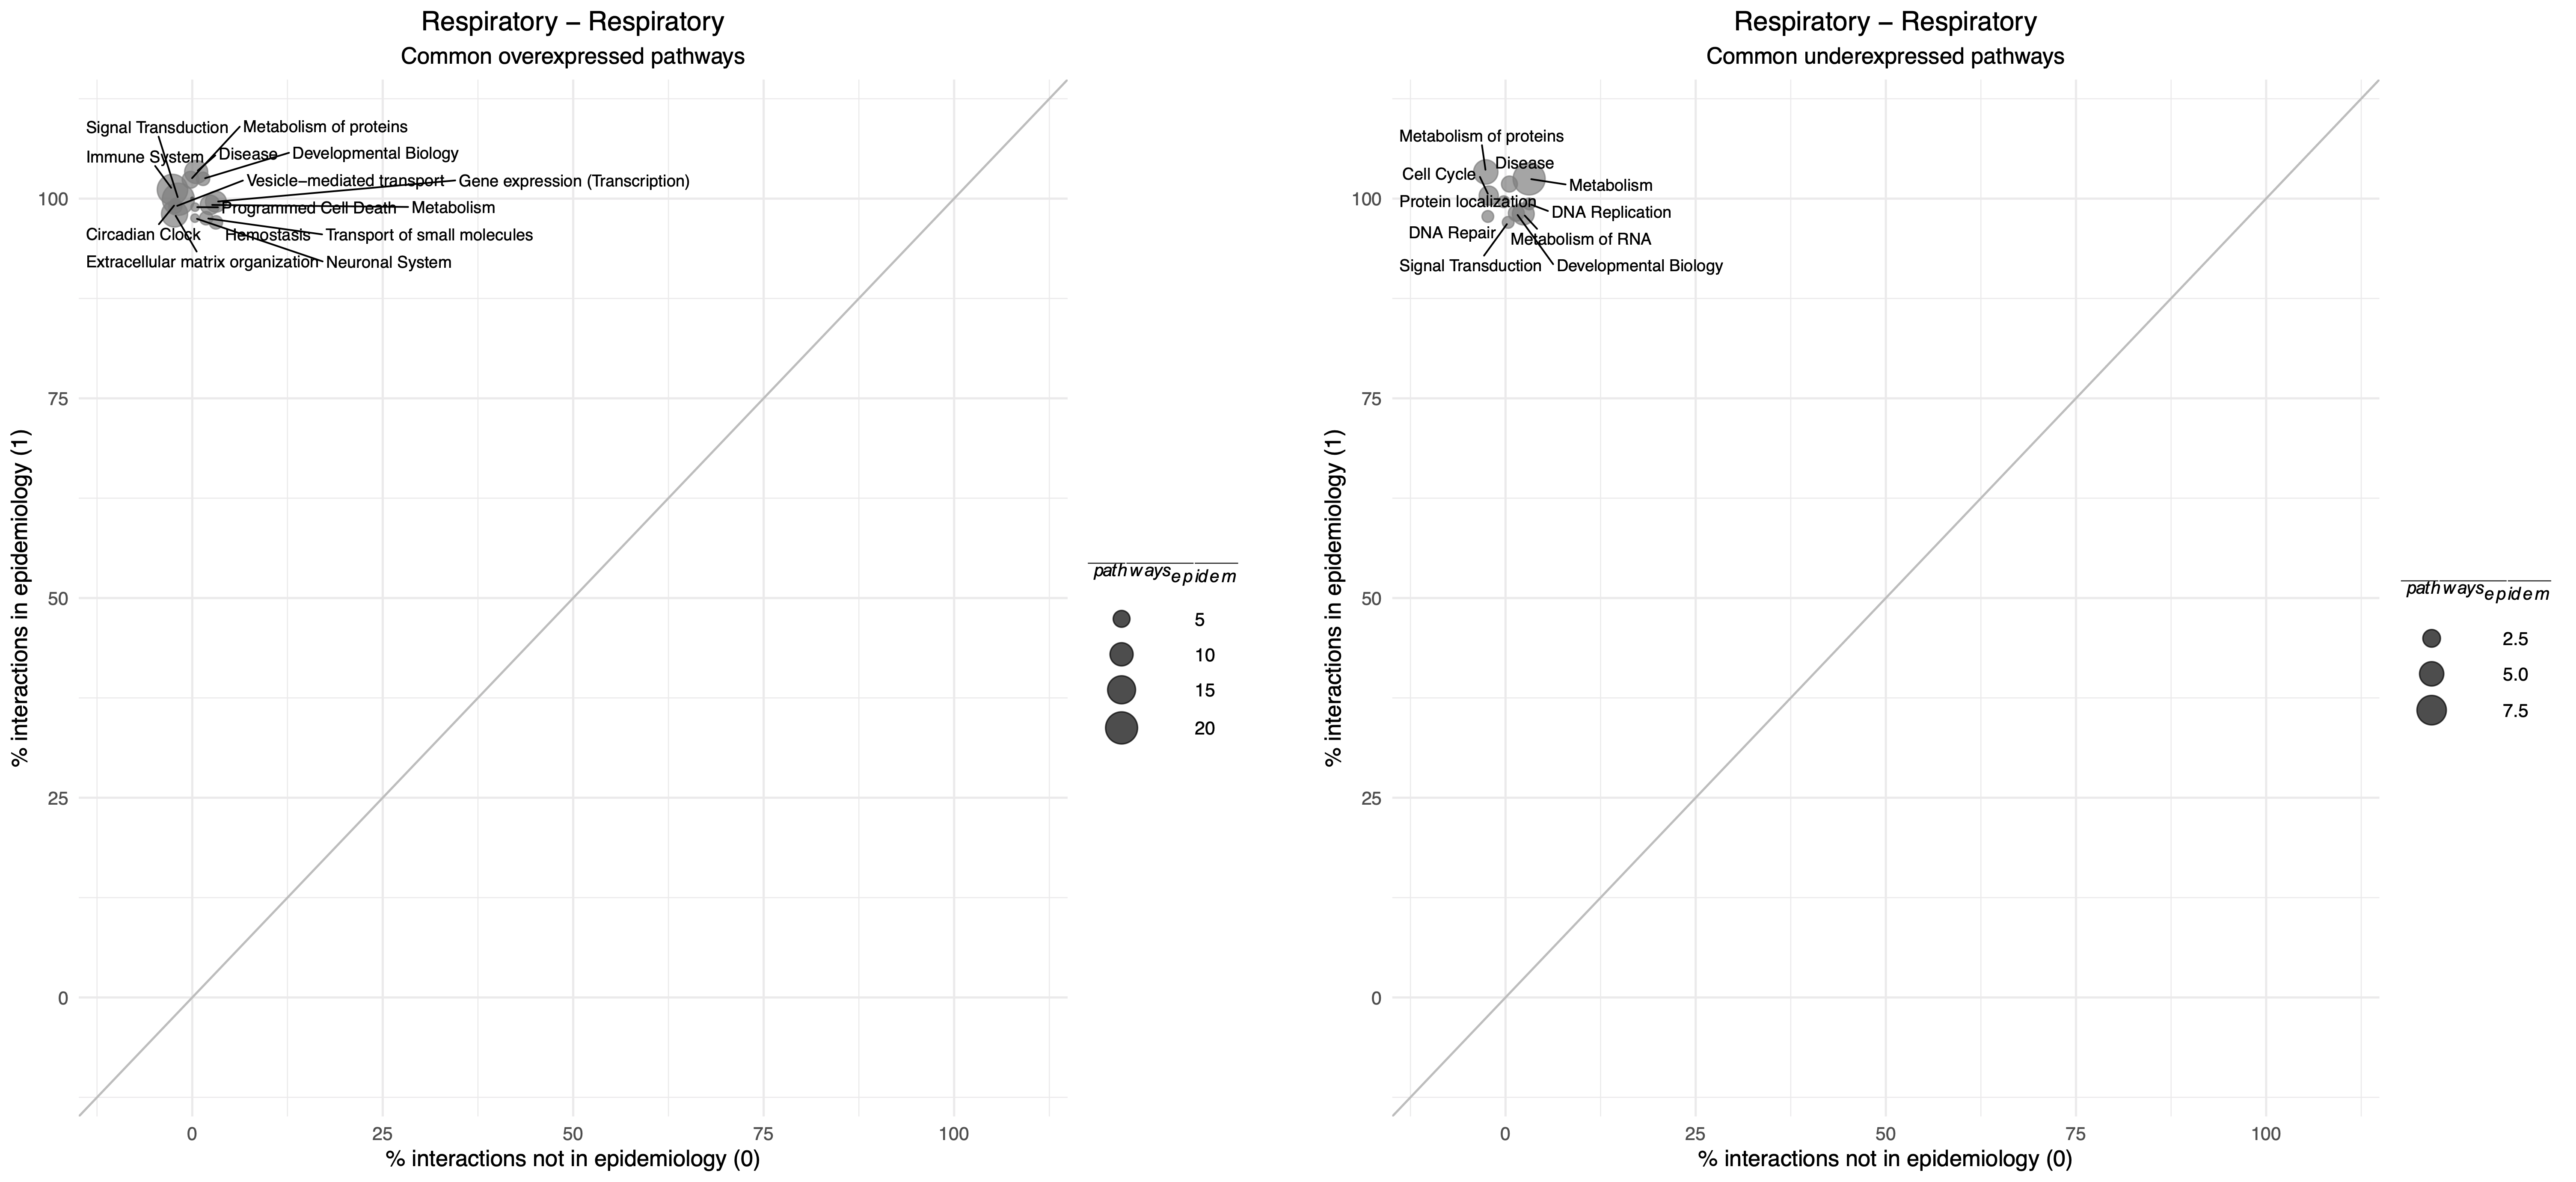 Respiratory – Respiratory
Common overexpressed pathways
Signal Transduction
Metabolism of proteins
Immune System
Disease
Developmental Biology
Vesicle–mediated transport
Gene expression (Transcription)
Programmed Cell Death
Metabolism
Circadian Clock
Hemostasis
Transport of small molecules
Extracellular matrix organization
Neuronal System
100
75
50
25
0
% interactions in epidemiology (1)
0
25
50
75
100
% interactions not in epidemiology (0)
pathways epidem
5
10
15
20
Respiratory – Respiratory
Common underexpressed pathways
Metabolism of proteins
Disease
Cell Cycle
Metabolism
Protein localization
DNA Replication
DNA Repair
Metabolism of RNA
Signal Transduction
Developmental Biology
100
75
50
25
0
% interactions in epidemiology (1)
0
25
50
75
100
% interactions not in epidemiology (0)
pathways epidem
2.5
5.0
7.5